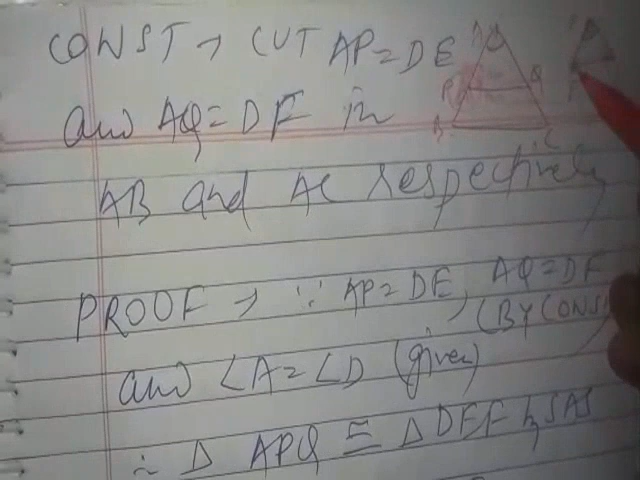 CONST → CUT AP=DE
and AQ=DF in
AB and AC respectively
PROOF → ∵ AP=DE, AQ=DF
(BY CONS
and ∠A=∠D (given)
∴ Δ APQ ≅ Δ DEF by SAS
A
P Q
B C